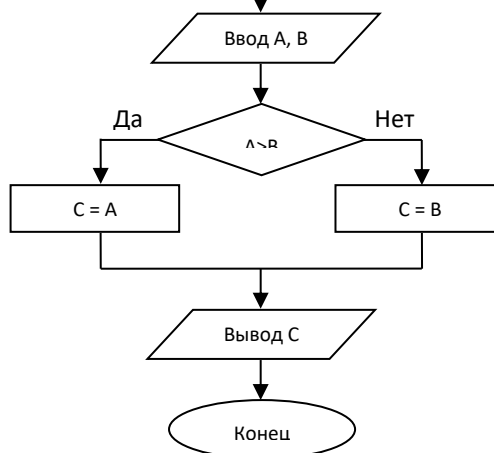 Ввод A, B
Да
Нет
A>B
C = A
C = B
Вывод C
Конец